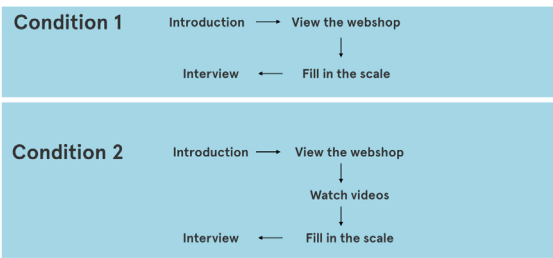 Condition 1
Introduction View the webshop
Interview Fill in the scale
Condition 2
Introduction View the webshop
Watch videos
Interview Fill in the scale